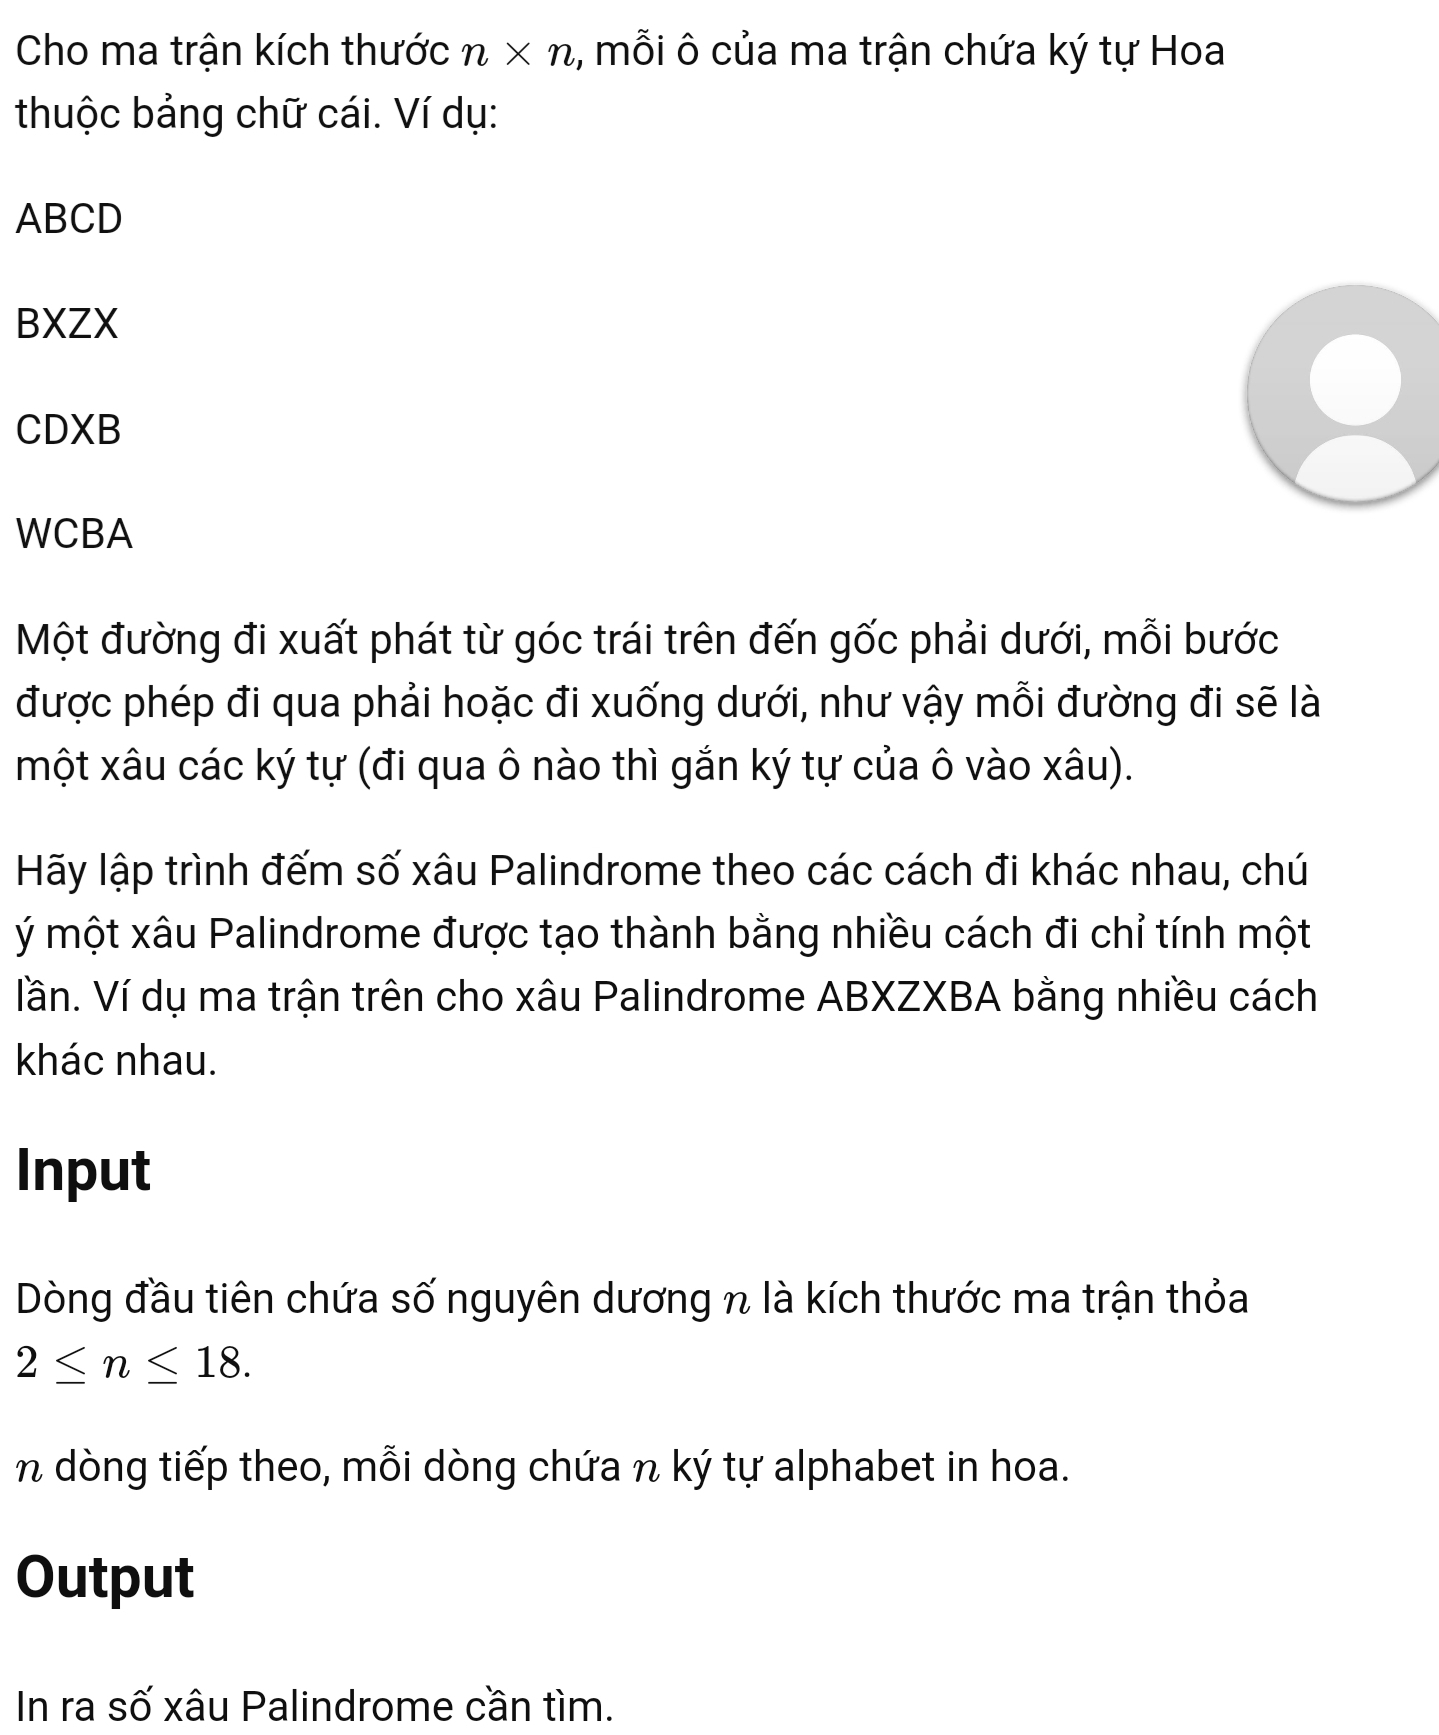 Cho ma trận kích thước n × n, mỗi ô của ma trận chứa ký tự Hoa
thuộc bảng chữ cái. Ví dụ:
ABCD
BXZX
CDXB
WCBA
Một đường đi xuất phát từ góc trái trên đến gốc phải dưới, mỗi bước
được phép đi qua phải hoặc đi xuống dưới, như vậy mỗi đường đi sẽ là
một xâu các ký tự (đi qua ô nào thì gắn ký tự của ô vào xâu).
Hãy lập trình đếm số xâu Palindrome theo các cách đi khác nhau, chú
ý một xâu Palindrome được tạo thành bằng nhiều cách đi chỉ tính một
lần. Ví dụ ma trận trên cho xâu Palindrome ABXZXBA bằng nhiều cách
khác nhau.
Input
Dòng đầu tiên chứa số nguyên dương n là kích thước ma trận thỏa
2 ≤ n ≤ 18.
n dòng tiếp theo, mỗi dòng chứa n ký tự alphabet in hoa.
Output
In ra số xâu Palindrome cần tìm.